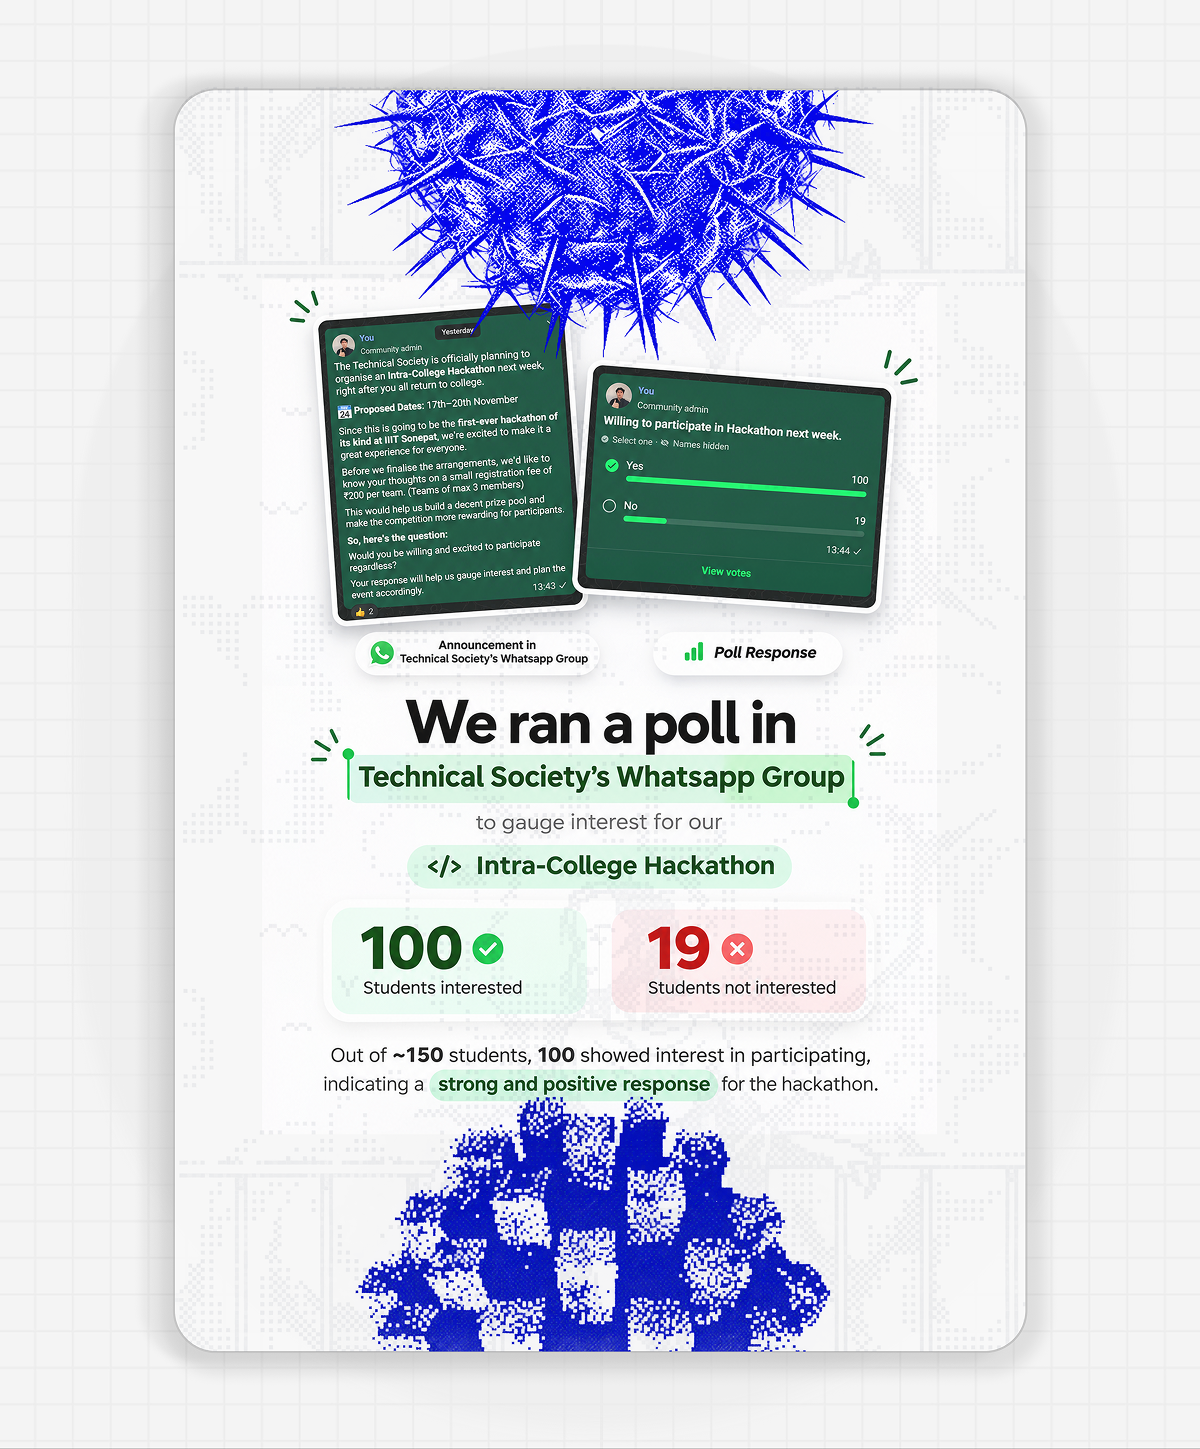 Yesterday
You
Community admin
The Technical Society is officially planning to
organise an Intra-College Hackathon next week,
right after you all return to college.
24 Proposed Dates: 17th–20th November
Since this is going to be the first-ever hackathon of
its kind at IIIT Sonepat, we're excited to make it a
great experience for everyone.
Before we finalise the arrangements, we'd like to
know your thoughts on a small registration fee of
₹200 per team. (Teams of max 3 members)
This would help us build a decent prize pool and
make the competition more rewarding for participants.
So, here's the question:
Would you be willing and excited to participate
regardless?
Your response will help us gauge interest and plan the
event accordingly.
13:43
👍 2
You
Community admin
Willing to participate in Hackathon next week.
Select one · Names hidden
Yes 100
No 19
13:44
View votes
Announcement in
Technical Society's Whatsapp Group
Poll Response
We ran a poll in
Technical Society's Whatsapp Group
to gauge interest for our
</> Intra-College Hackathon
100
Students interested
19
Students not interested
Out of ~150 students, 100 showed interest in participating,
indicating a strong and positive response for the hackathon.